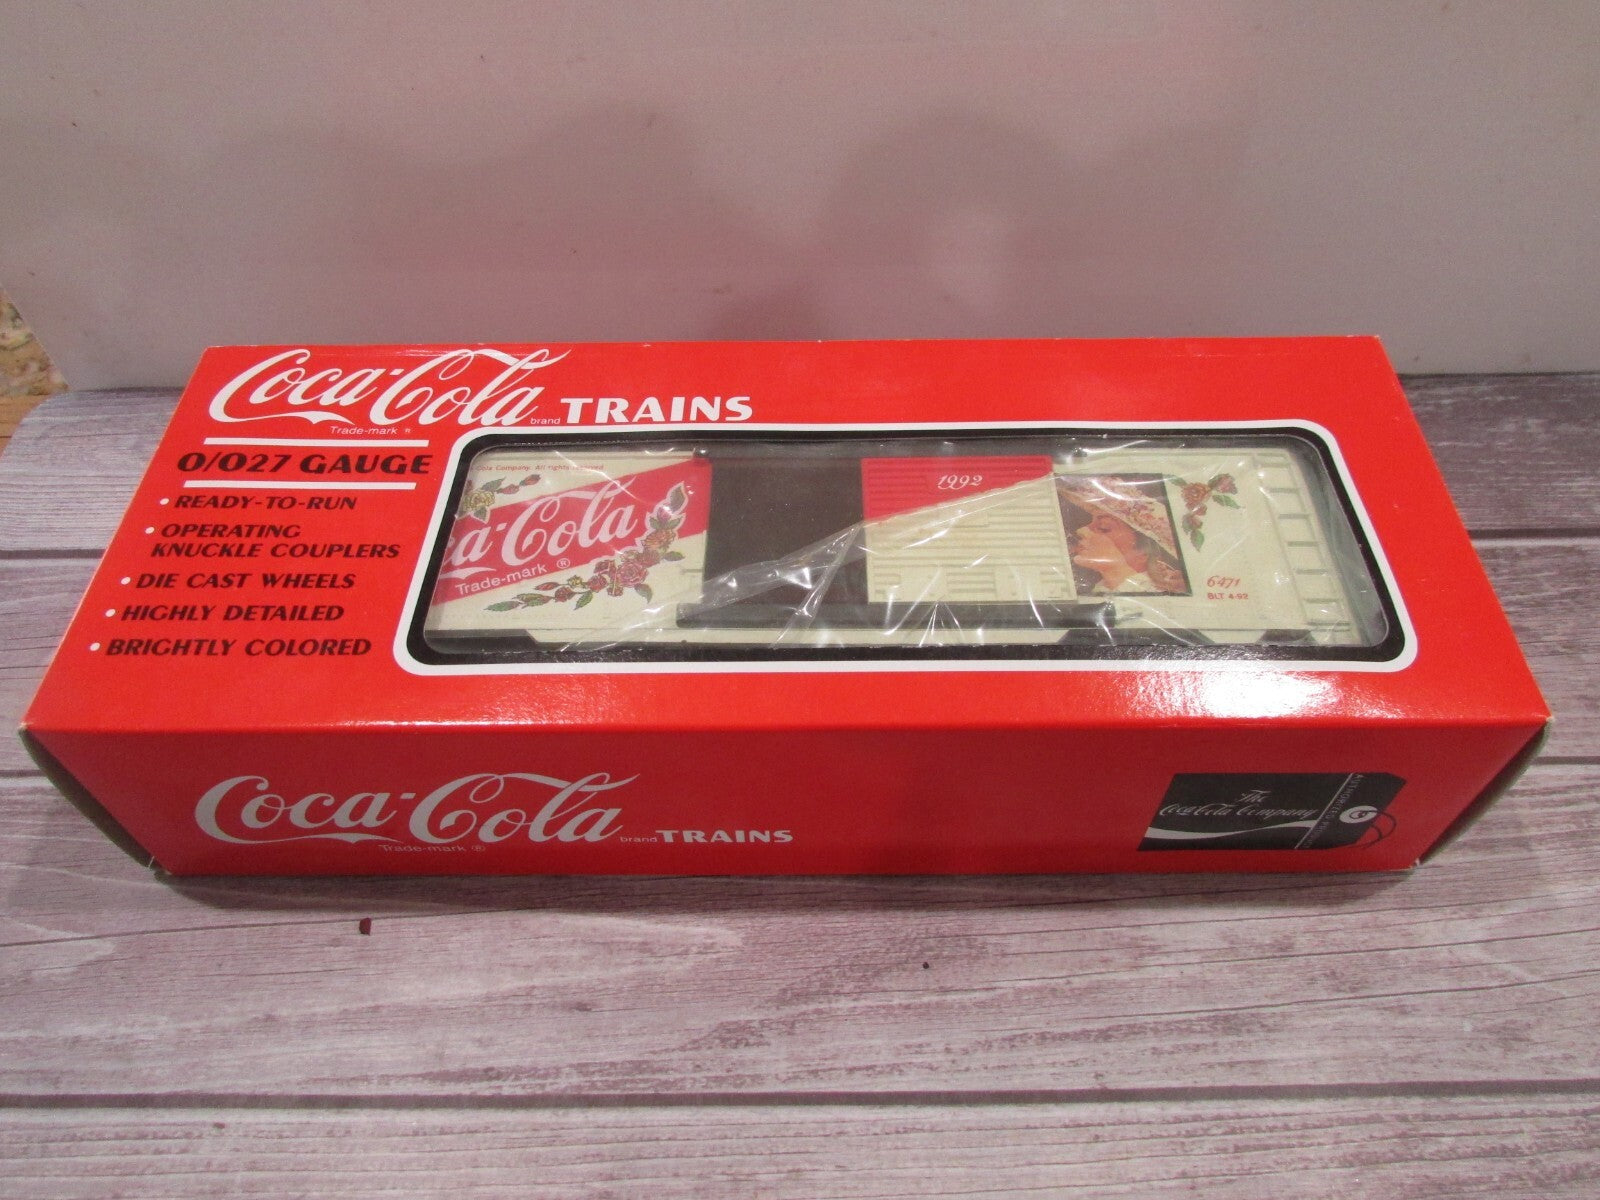 Coca-Cola
brand TRAINS
Trade-mark ®
O/O27 GAUGE
• READY-TO-RUN
• OPERATING
KNUCKLE COUPLERS
• DIE CAST WHEELS
• HIGHLY DETAILED
• BRIGHTLY COLORED
Cola Company. All rights reserved
ca-Cola
Trade-mark ®
1992
6471
BLT 4-92
Coca-Cola
brand TRAINS
Trade-mark ®
The
Coca-Cola Company